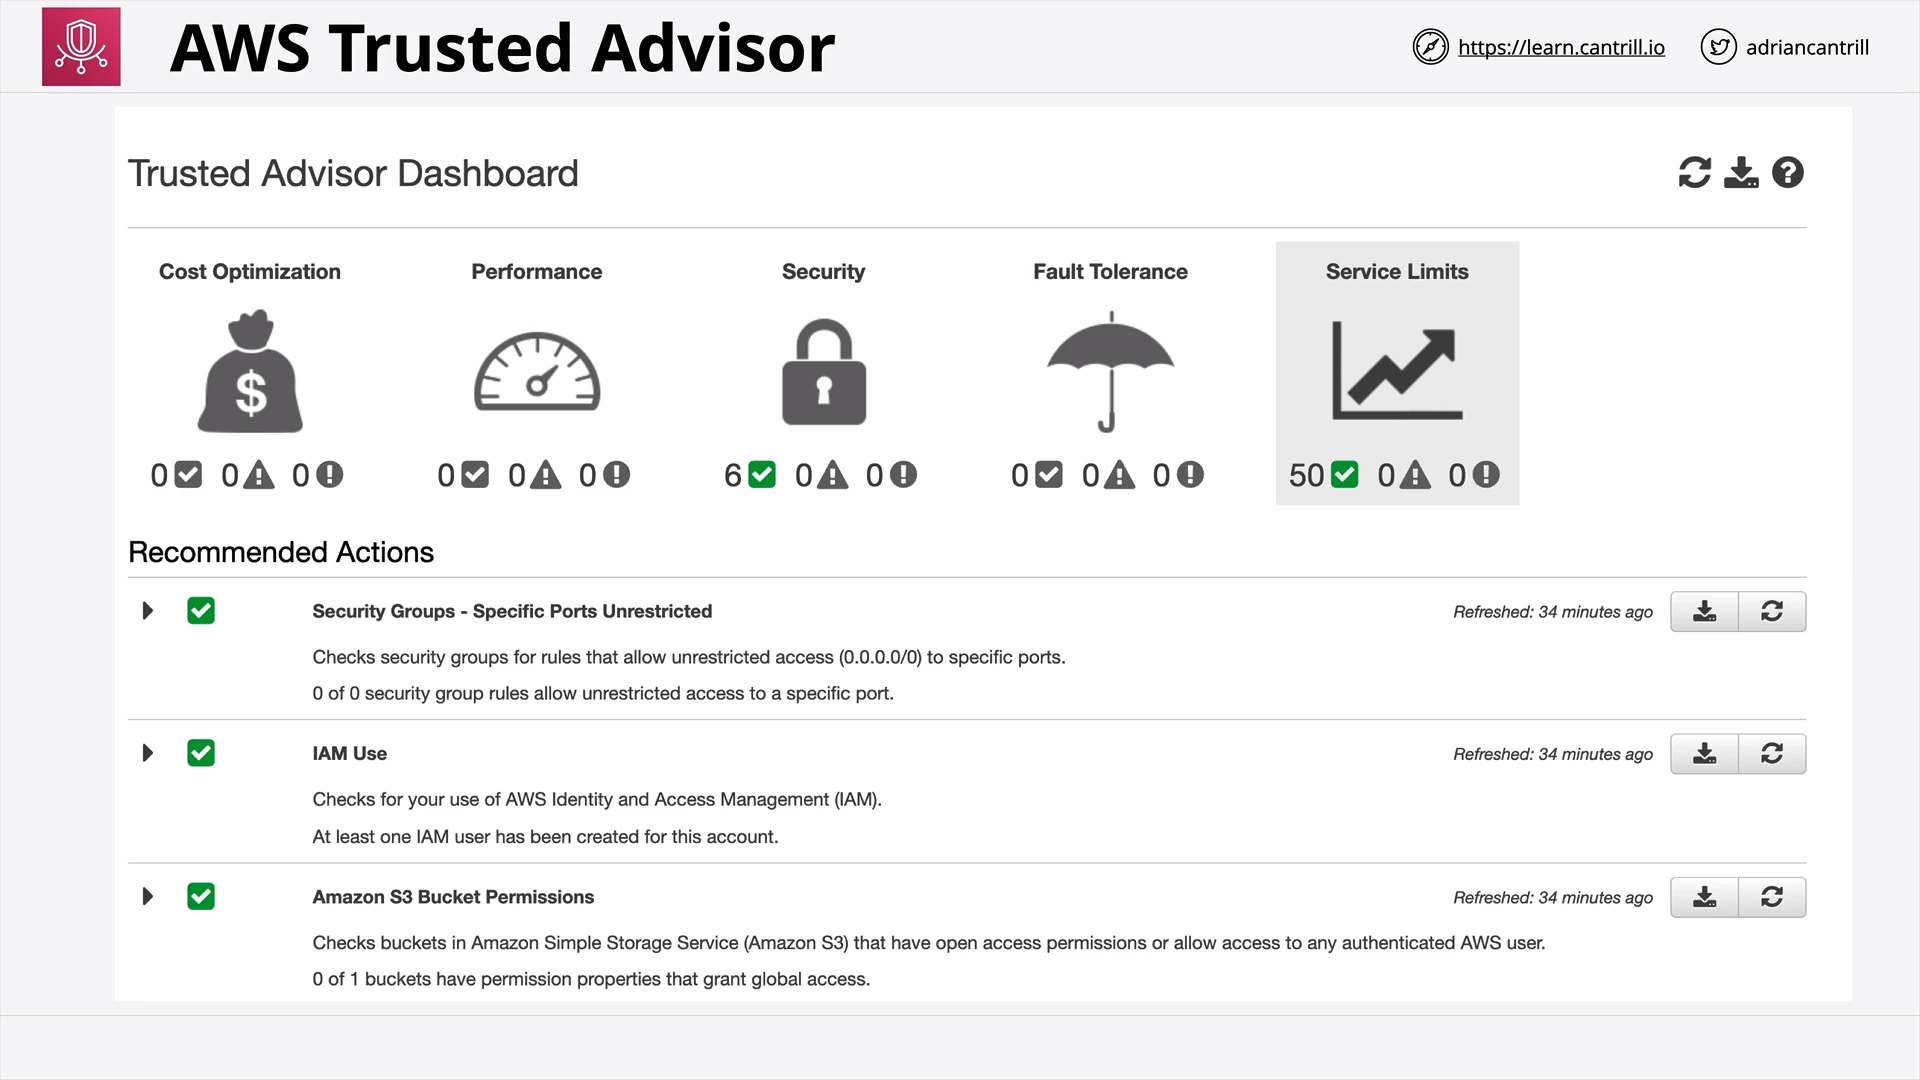 AWS Trusted Advisor
https://learn.cantrill.io
adriancantrill
Trusted Advisor Dashboard
Cost Optimization
Performance
Security
Fault Tolerance
Service Limits
$
0 0 0
0 0 0
6 0 0
0 0 0
50 0 0
Recommended Actions
Security Groups - Specific Ports Unrestricted
Refreshed: 34 minutes ago
Checks security groups for rules that allow unrestricted access (0.0.0.0/0) to specific ports.
0 of 0 security group rules allow unrestricted access to a specific port.
IAM Use
Refreshed: 34 minutes ago
Checks for your use of AWS Identity and Access Management (IAM).
At least one IAM user has been created for this account.
Amazon S3 Bucket Permissions
Refreshed: 34 minutes ago
Checks buckets in Amazon Simple Storage Service (Amazon S3) that have open access permissions or allow access to any authenticated AWS user.
0 of 1 buckets have permission properties that grant global access.